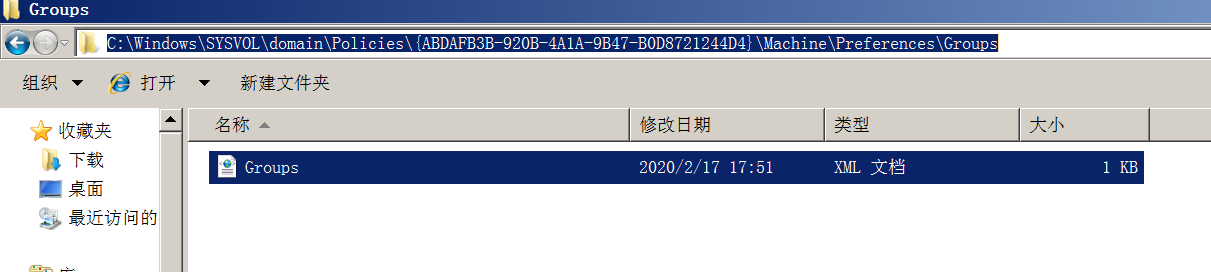 Groups
C:\Windows\SYSVOL\domain\Policies\{ABDAFB3B-920B-4A1A-9B47-B0D8721244D4}\Machine\Preferences\Groups
组织 打开 新建文件夹
收藏夹
下载
桌面
最近访问的
名称 修改日期 类型 大小
Groups 2020/2/17 17:51 XML 文档 1 KB